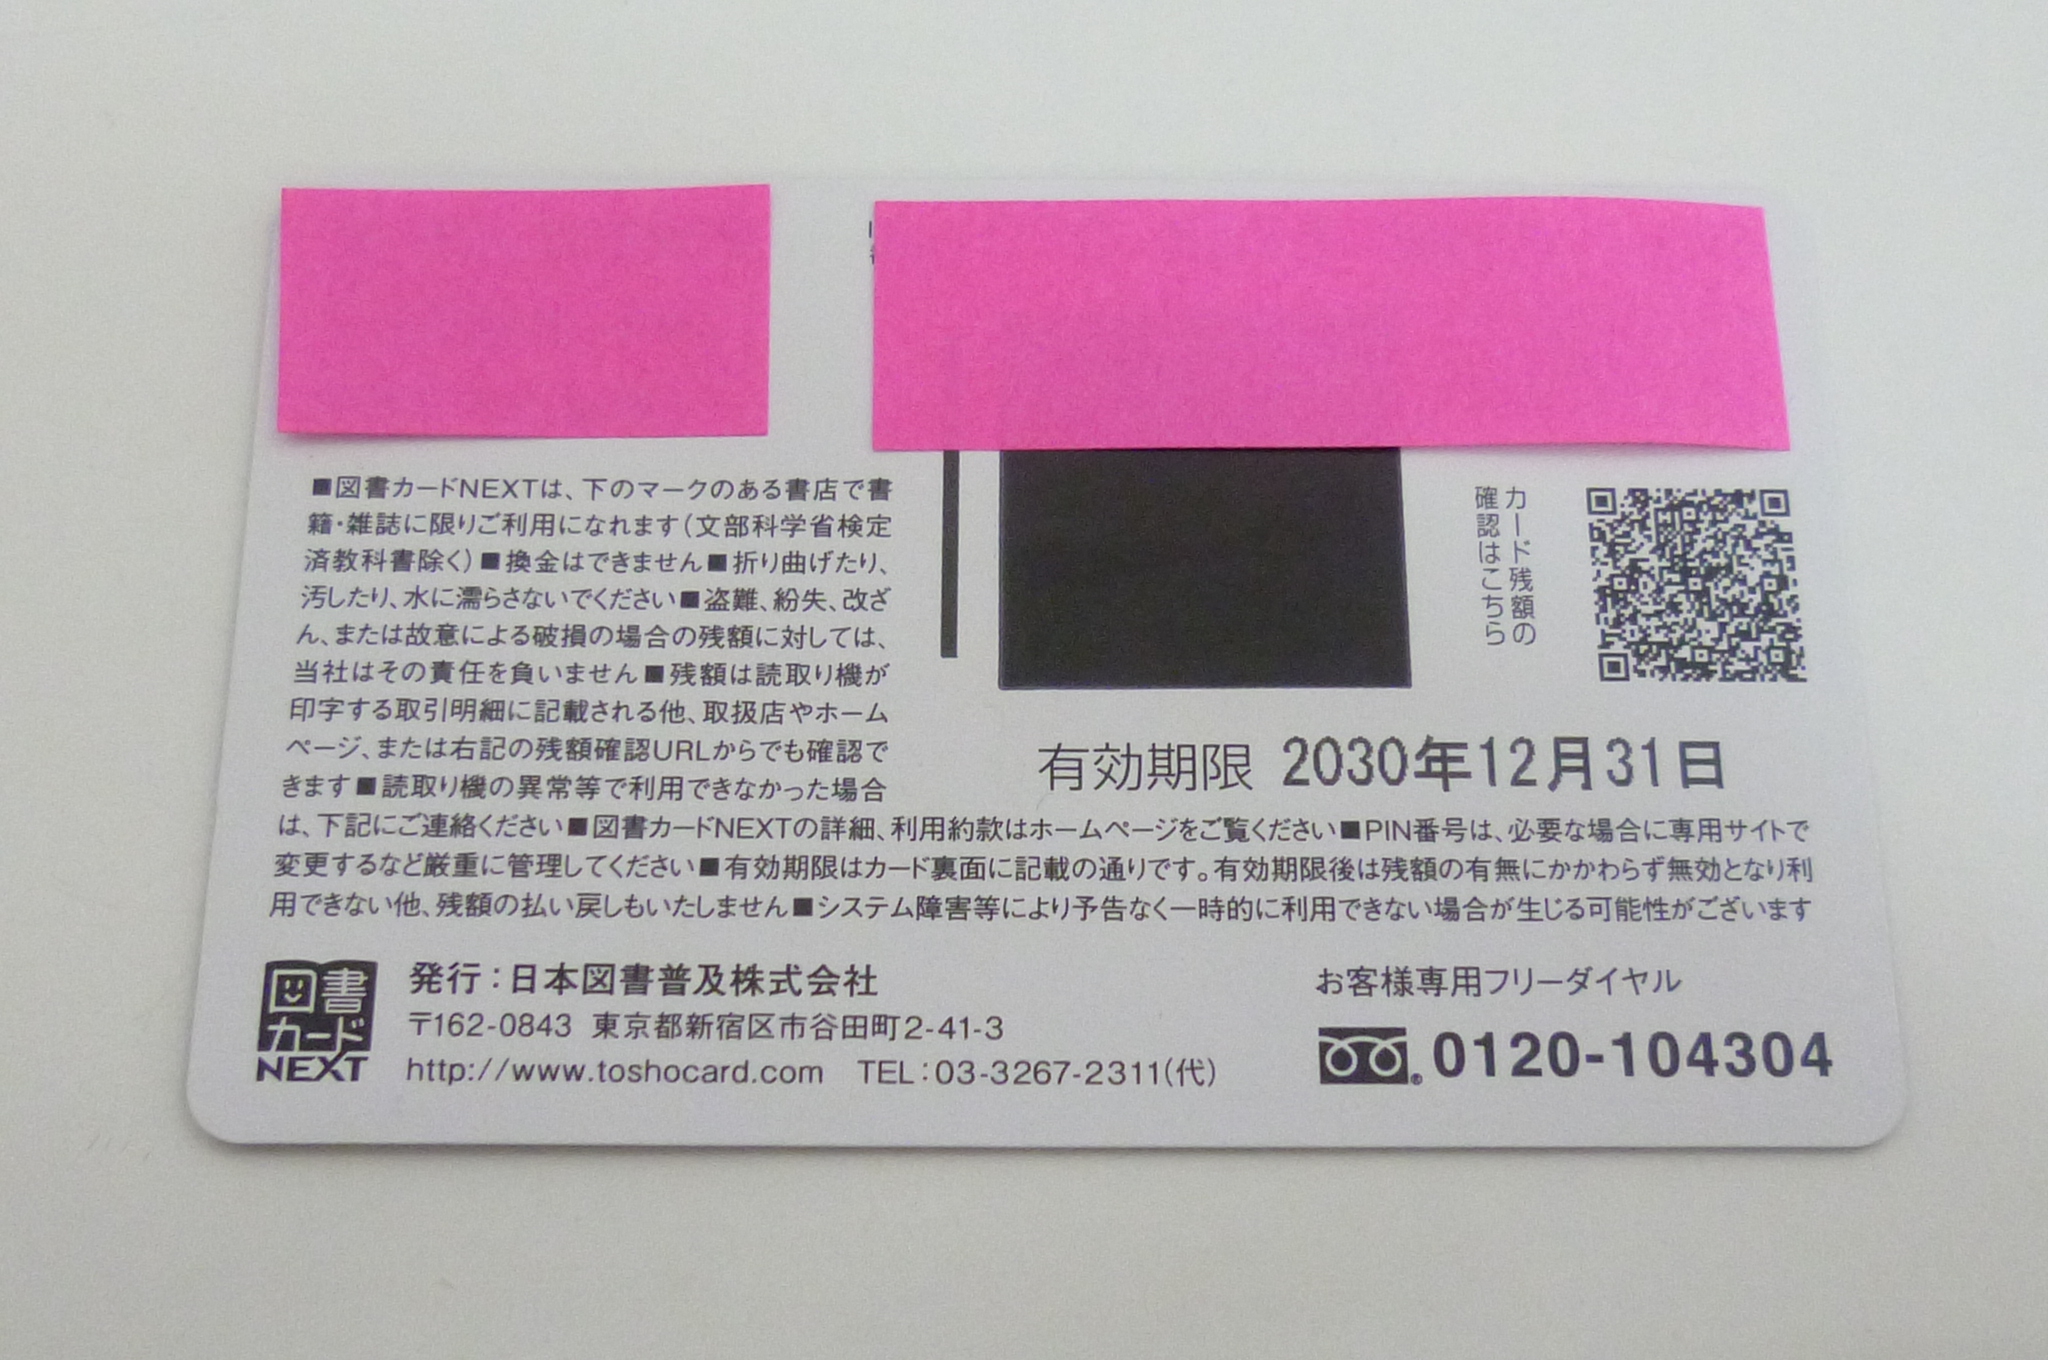 ■図書カードNEXTは、下のマークのある書店で書
籍・雑誌に限りご利用になれます(文部科学省検定
済教科書除く)■換金はできません■折り曲げたり、
汚したり、水に濡らさないでください■盗難、紛失、改ざ
ん、または故意による破損の場合の残額に対しては、
当社はその責任を負いません■残額は読取り機が
印字する取引明細に記載される他、取扱店やホーム
ページ、または右記の残額確認URLからでも確認で
きます■読取り機の異常等で利用できなかった場合
は、下記にご連絡ください■図書カードNEXTの詳細、利用約款はホームページをご覧ください■PIN番号は、必要な場合に専用サイトで
変更するなど厳重に管理してください■有効期限はカード裏面に記載の通りです。有効期限後は残額の有無にかかわらず無効となり利
用できない他、残額の払い戻しもいたしません■システム障害等により予告なく一時的に利用できない場合が生じる可能性がございます
カード残額の
確認はこちら
有効期限 2030年12月31日
図書
カード
NEXT
発行:日本図書普及株式会社
〒162-0843 東京都新宿区市谷田町2-41-3
http://www.toshocard.com TEL:03-3267-2311(代)
お客様専用フリーダイヤル
0120-104304